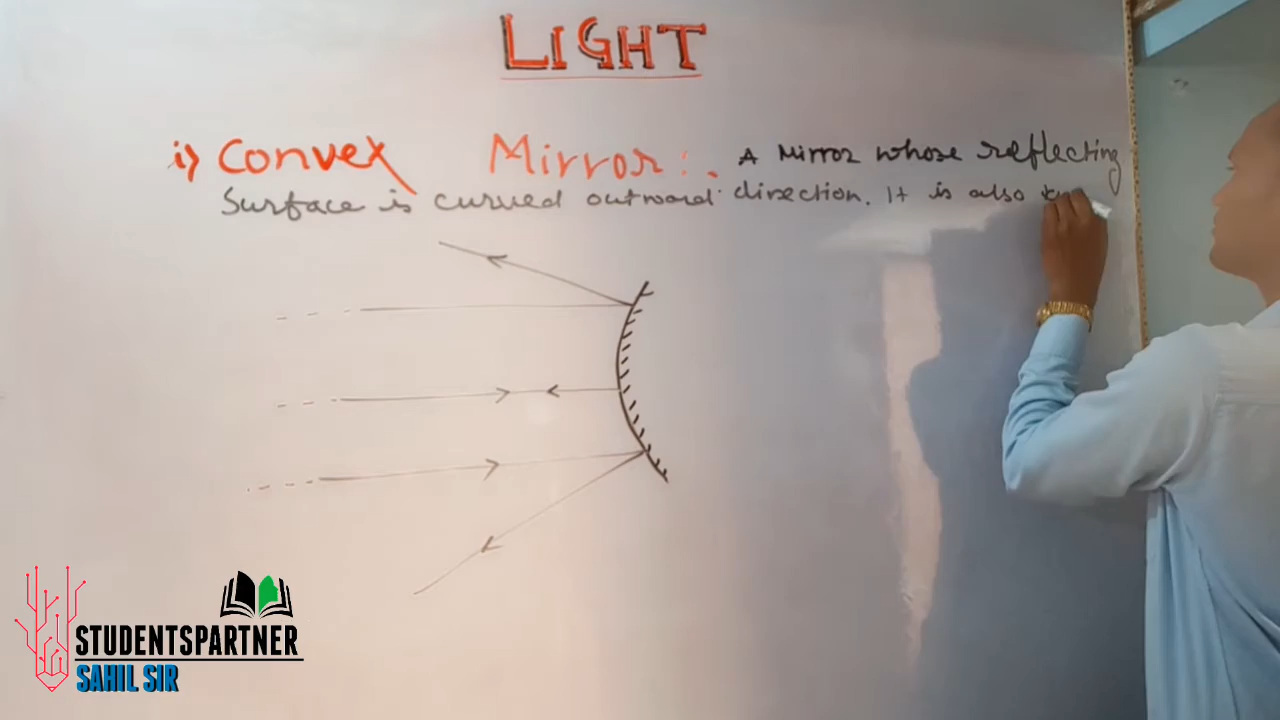 LIGHT
i) Convex Mirror:. A Mirror whose reflecting
Surface is curved outward direction. It is also
STUDENTSPARTNER
SAHIL SIR